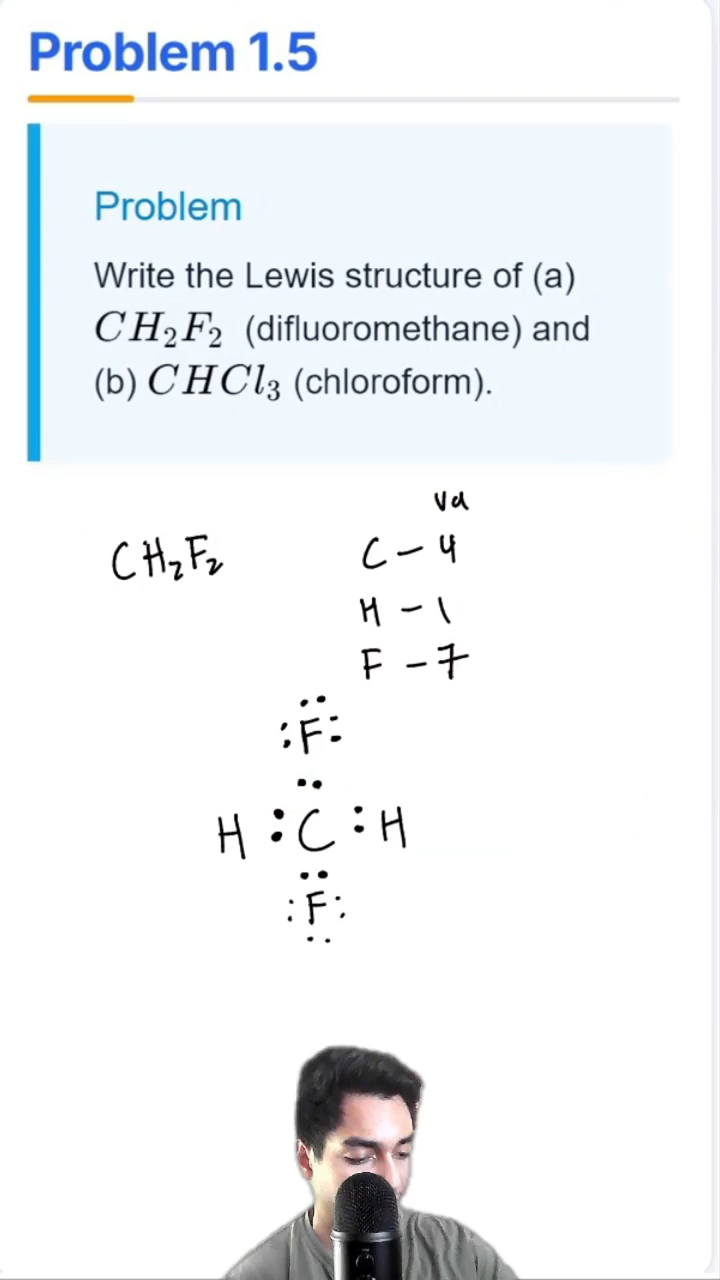 Problem 1.5
Problem
Write the Lewis structure of (a)
CH₂F₂ (difluoromethane) and
(b) CHCl₃ (chloroform).
va
CH₂F₂ C – 4
H – 1
F – 7
:F:
H : C : H
:F: